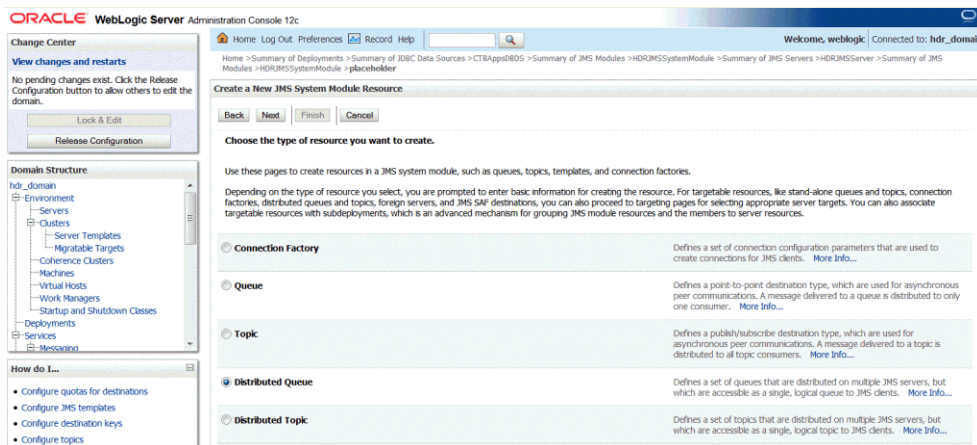 ORACLE WebLogic Server Administration Console 12c
Change Center
View changes and restarts
No pending changes exist. Click the Release
Configuration button to allow others to edit the
domain.
Lock & Edit
Release Configuration
Domain Structure
hdr_domain
Environment
Servers
Clusters
Server Templates
Migratable Targets
Coherence Clusters
Machines
Virtual Hosts
Work Managers
Startup and Shutdown Classes
Deployments
Services
Messaging
How do I...
Configure quotas for destinations
Configure JMS templates
Configure destination keys
Configure topics
Home Log Out Preferences Record Help
Welcome, weblogic Connected to: hdr_domai
Home >Summary of Deployments >Summary of JDBC Data Sources >CTBAppsDBDS >Summary of JMS Modules >HDRJMSSystemModule >Summary of JMS Servers >HDRJMSServer >Summary of JMS
Modules >HDRJMSSystemModule >placeholder
Create a New JMS System Module Resource
Back Next Finish Cancel
Choose the type of resource you want to create.
Use these pages to create resources in a JMS system module, such as queues, topics, templates, and connection factories.
Depending on the type of resource you select, you are prompted to enter basic information for creating the resource. For targetable resources, like stand-alone queues and topics, connection
factories, distributed queues and topics, foreign servers, and JMS SAF destinations, you can also proceed to targeting pages for selecting appropriate server targets. You can also associate
targetable resources with subdeployments, which is an advanced mechanism for grouping JMS module resources and the members to server resources.
Connection Factory
Defines a set of connection configuration parameters that are used to
create connections for JMS clients. More Info...
Queue
Defines a point-to-point destination type, which are used for asynchronous
peer communications. A message delivered to a queue is distributed to only
one consumer. More Info...
Topic
Defines a publish/subscribe destination type, which are used for
asynchronous peer communications. A message delivered to a topic is
distributed to all topic consumers. More Info...
Distributed Queue
Defines a set of queues that are distributed on multiple JMS servers, but
which are accessible as a single, logical queue to JMS clients. More Info...
Distributed Topic
Defines a set of topics that are distributed on multiple JMS servers, but
which are accessible as a single, logical topic to JMS clients. More Info...